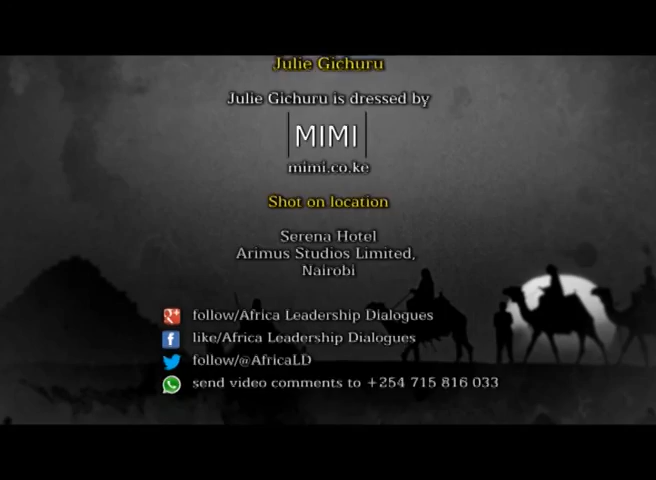 Julie Gichuru
Julie Gichuru is dressed by
MIMI
mimi.co.ke
Shot on location
Serena Hotel
Arimus Studios Limited,
Nairobi
follow/Africa Leadership Dialogues
like/Africa Leadership Dialogues
follow/@AfricaLD
send video comments to +254 715 816 033